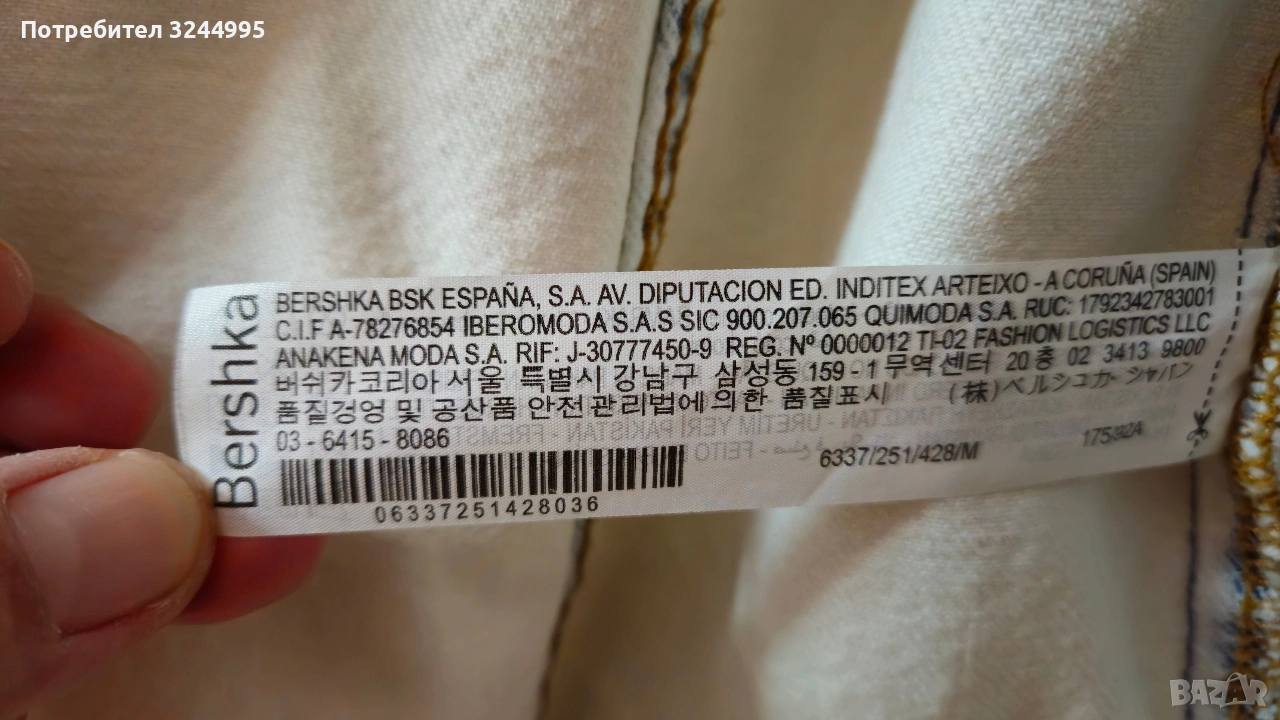 Потребител 3244995
Bershka
BERSHKA BSK ESPAÑA, S.A. AV. DIPUTACION ED. INDITEX ARTEIXO - A CORUÑA (SPAIN)
C.I.F A-78276854 IBEROMODA S.A.S SIC 900.207.065 QUIMODA S.A. RUC: 1792342783001
ANAKENA MODA S.A. RIF: J-30777450-9 REG. Nº 0000012 TI-02 FASHION LOGISTICS LLC
버쉬카코리아 서울 특별시 강남구 삼성동 159 - 1 무역 센터 20 층 02 3413 9800
품질겅영 및 공산품 안전관리법에 의한 품질표시 (株)ベルシュカ・ジャパン
03 - 6415 - 8086
6337/251/428/M
175/92A
06337251428036
BAZAR